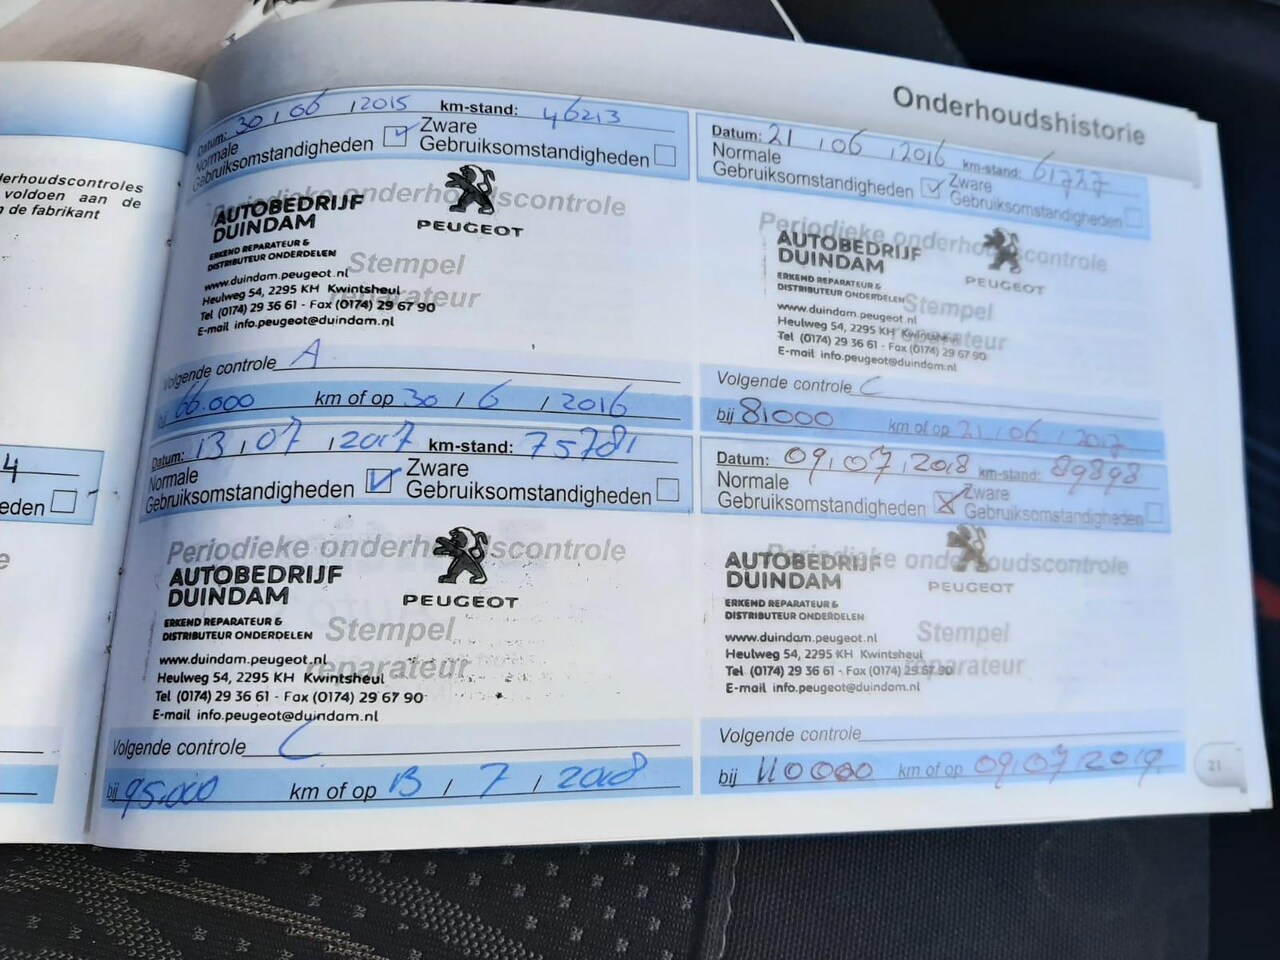 derhoudscontroles
voldoen aan de
n de fabrikant
4
eden
e
Onderhoudshistorie
Datum: 30 / 06 / 2015 km-stand: 46213
Normale Gebruiksomstandigheden
Zware Gebruiksomstandigheden
Periodieke onderhoudscontrole
AUTOBEDRIJF
DUINDAM
PEUGEOT
ERKEND REPARATEUR &
DISTRIBUTEUR ONDERDELEN
Stempel
reparateur
www.duindam.peugeot.nl
Heulweg 54, 2295 KH Kwintsheul
Tel (0174) 29 36 61 - Fax (0174) 29 67 90
E-mail info.peugeot@duindam.nl
Volgende controle A
bij 66.000 km of op 30 / 6 / 2016
Datum: 21 / 06 / 2016 km-stand: 61727
Normale Gebruiksomstandigheden
Zware Gebruiksomstandigheden
Periodieke onderhoudscontrole
AUTOBEDRIJF
DUINDAM
PEUGEOT
ERKEND REPARATEUR &
DISTRIBUTEUR ONDERDELEN
Stempel
reparateur
www.duindam.peugeot.nl
Heulweg 54, 2295 KH Kwintsheul
Tel (0174) 29 36 61 - Fax (0174) 29 67 90
E-mail info.peugeot@duindam.nl
Volgende controle C
bij 81000 km of op 21 / 06 / 2017
Datum: 13 / 07 / 2017 km-stand: 75781
Normale Gebruiksomstandigheden
Zware Gebruiksomstandigheden
Periodieke onderhoudscontrole
AUTOBEDRIJF
DUINDAM
PEUGEOT
ERKEND REPARATEUR &
DISTRIBUTEUR ONDERDELEN
Stempel
reparateur
www.duindam.peugeot.nl
Heulweg 54, 2295 KH Kwintsheul
Tel (0174) 29 36 61 - Fax (0174) 29 67 90
E-mail info.peugeot@duindam.nl
Volgende controle C
bij 95.000 km of op 13 / 7 / 2018
Datum: 09 / 07 / 2018 km-stand: 89898
Normale Gebruiksomstandigheden
Zware Gebruiksomstandigheden
Periodieke onderhoudscontrole
AUTOBEDRIJF
DUINDAM
PEUGEOT
ERKEND REPARATEUR &
DISTRIBUTEUR ONDERDELEN
Stempel
reparateur
www.duindam.peugeot.nl
Heulweg 54, 2295 KH Kwintsheul
Tel (0174) 29 36 61 - Fax (0174) 29 67 90
E-mail info.peugeot@duindam.nl
Volgende controle
bij 110000 km of op 09 / 07 2019
21